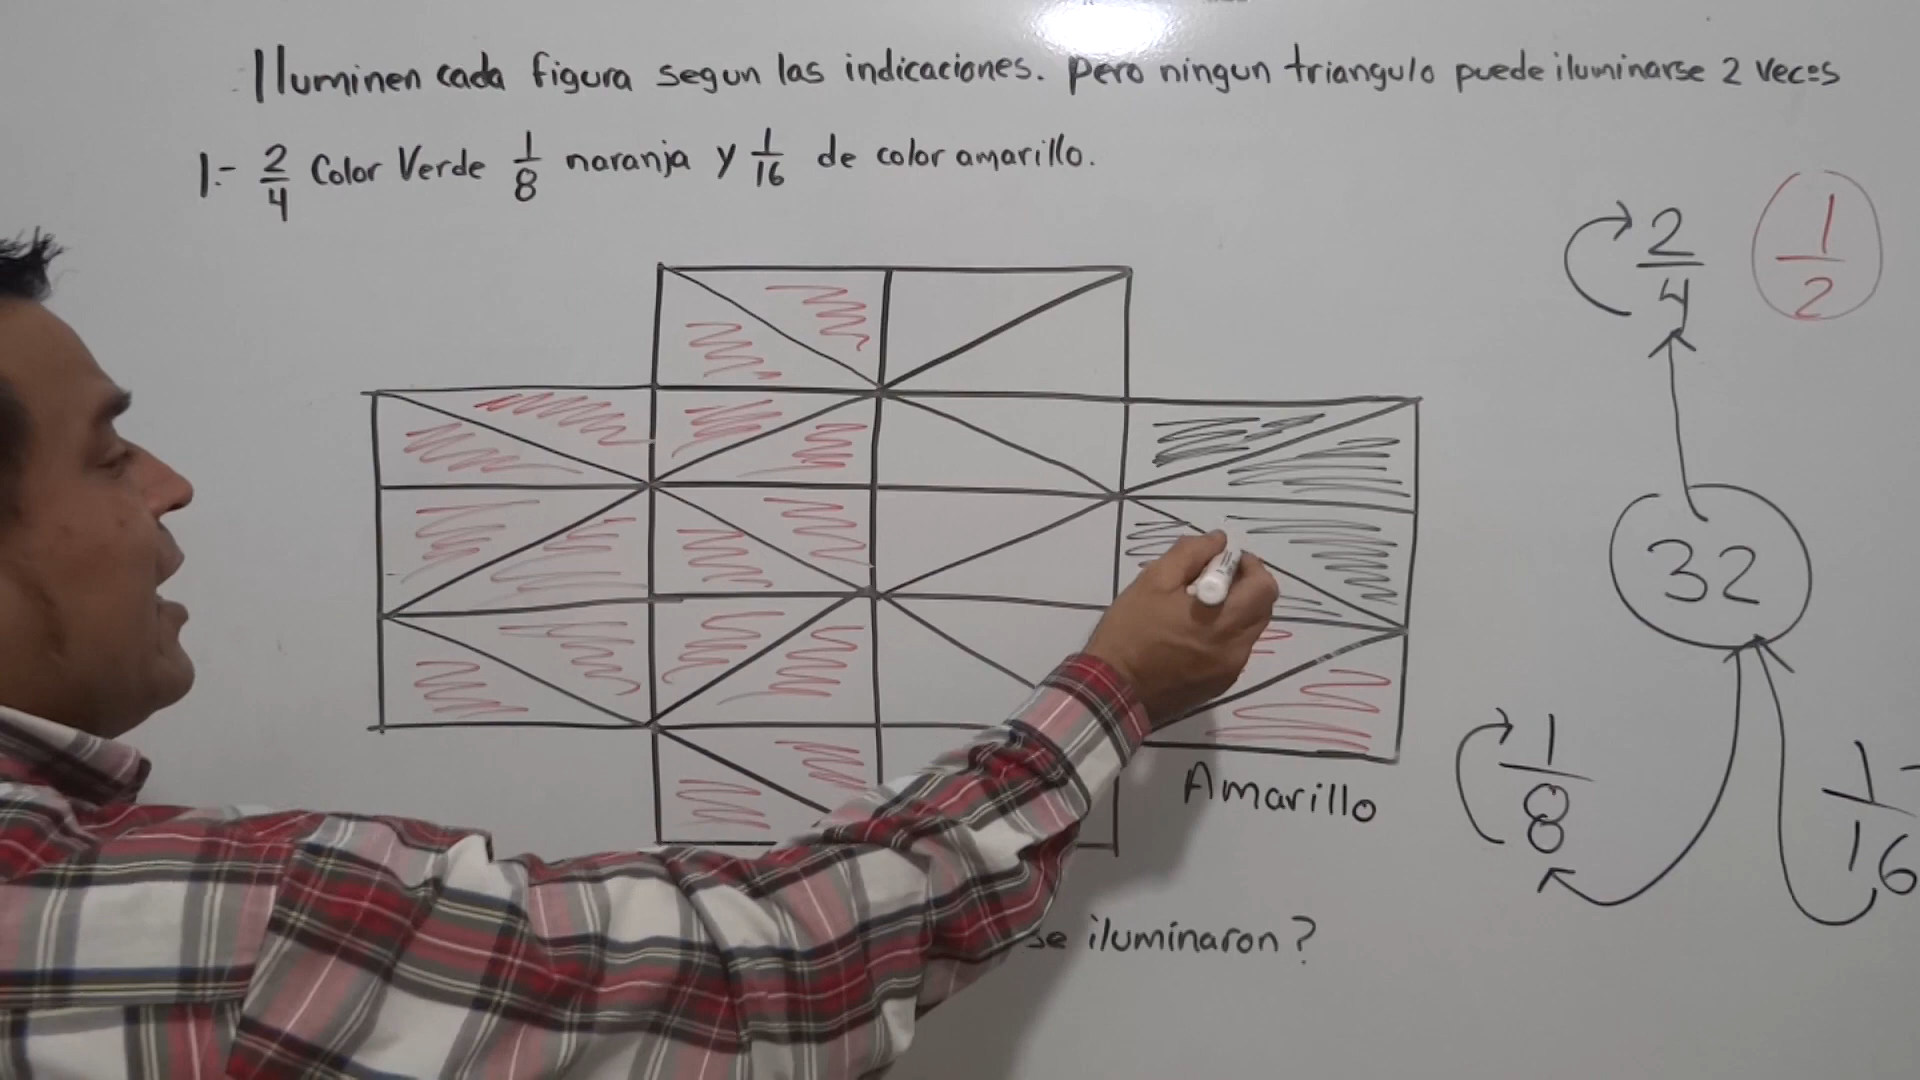 Iluminen cada figura segun las indicaciones. Pero ningun triangulo puede iluminarse 2 veces
1.- 2/4 Color Verde 1/8 naranja y 1/16 de color amarillo.
2/4
1/2
32
1/8
1/16
Amarillo
se iluminaron?